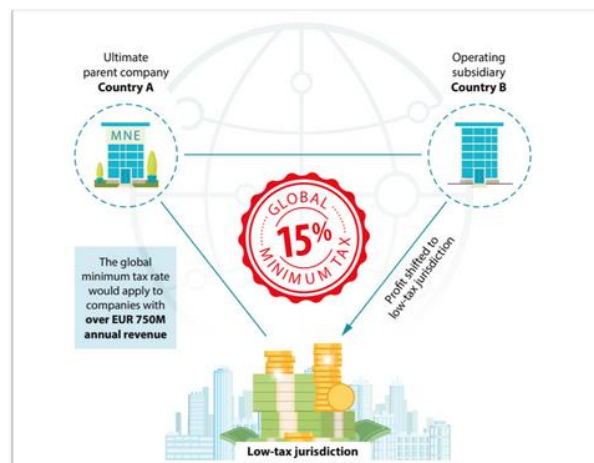 Ultimate
parent company
Country A
Operating
subsidiary
Country B
MNE
GLOBAL
15%
MINIMUM TAX
The global
minimum tax rate
would apply to
companies with
over EUR 750M
annual revenue
Profit shifted to
low-tax jurisdiction
Low-tax jurisdiction